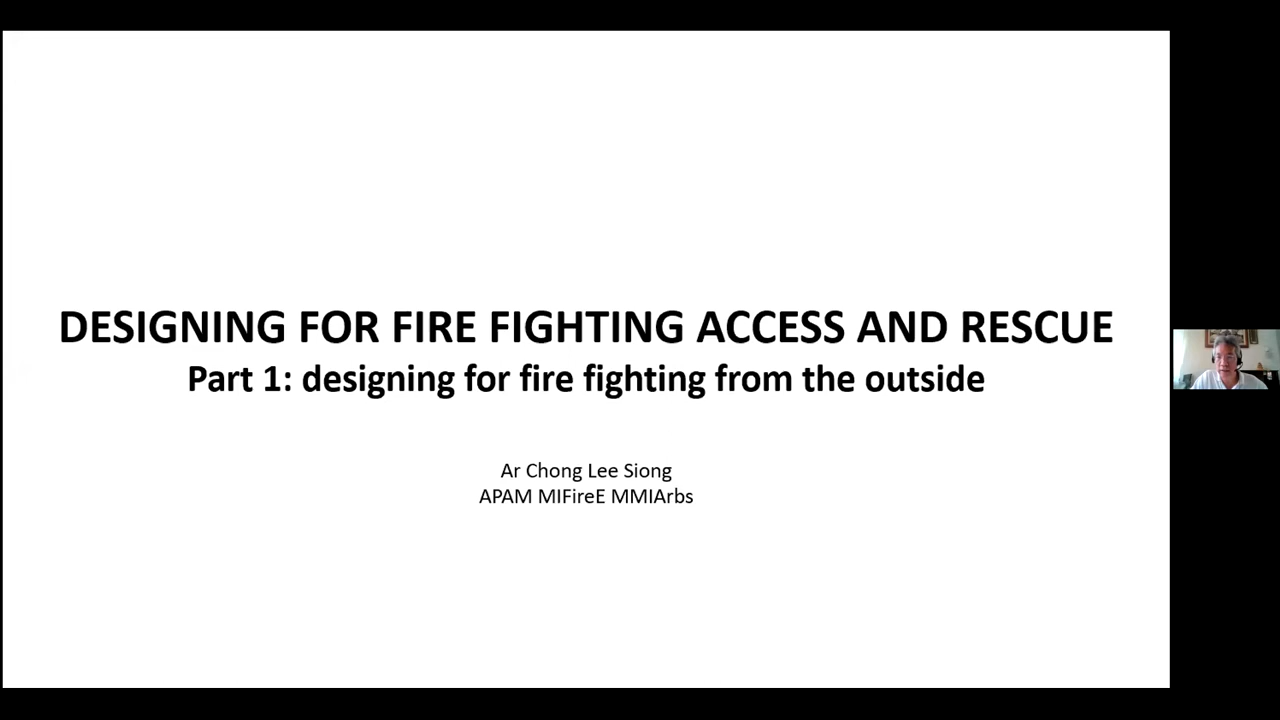 DESIGNING FOR FIRE FIGHTING ACCESS AND RESCUE
Part 1: designing for fire fighting from the outside
Ar Chong Lee Siong
APAM MIFireE MMIArbs